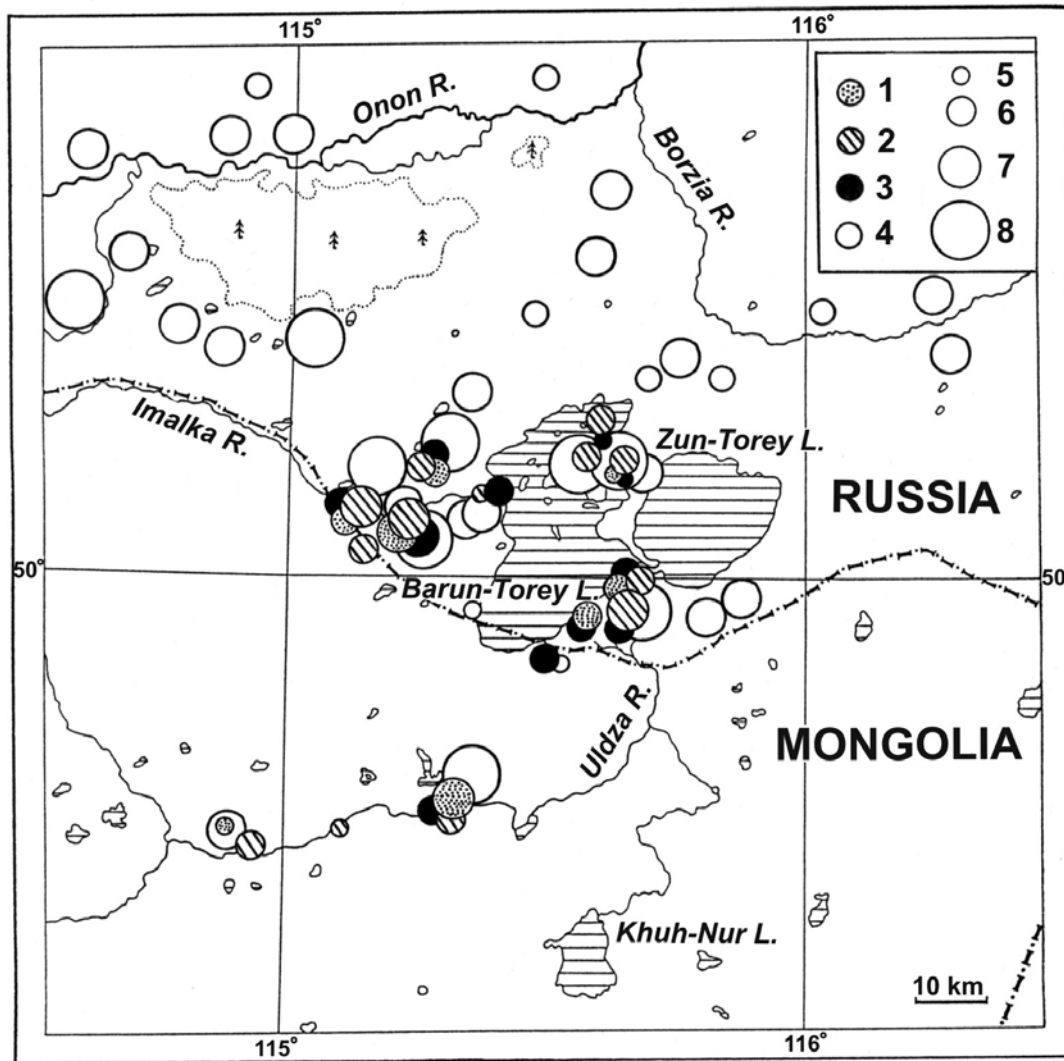 115°
116°
Onon R.
Borzia R.
1
5
2
6
3
7
4
8
Imalka R.
Zun-Torey L.
RUSSIA
50°
Barun-Torey L.
50
Uldza R.
MONGOLIA
Khuh-Nur L.
10 km
115°
116°